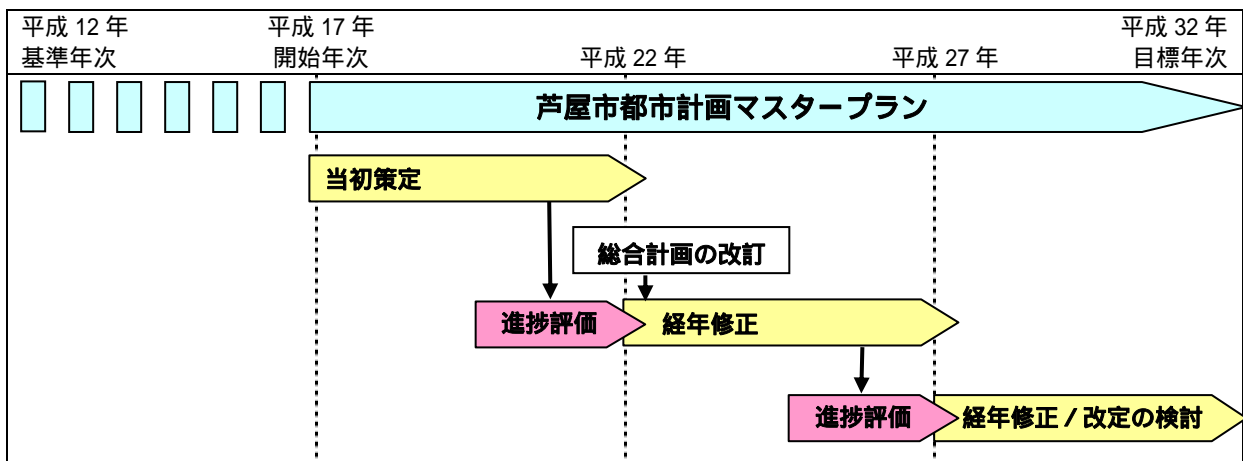 平成 12 年
基準年次
平成 17 年
開始年次
平成 22 年
平成 27 年
平成 32 年
目標年次
芦屋市都市計画マスタープラン
当初策定
総合計画の改訂
進捗評価
経年修正
進捗評価
経年修正 / 改定の検討